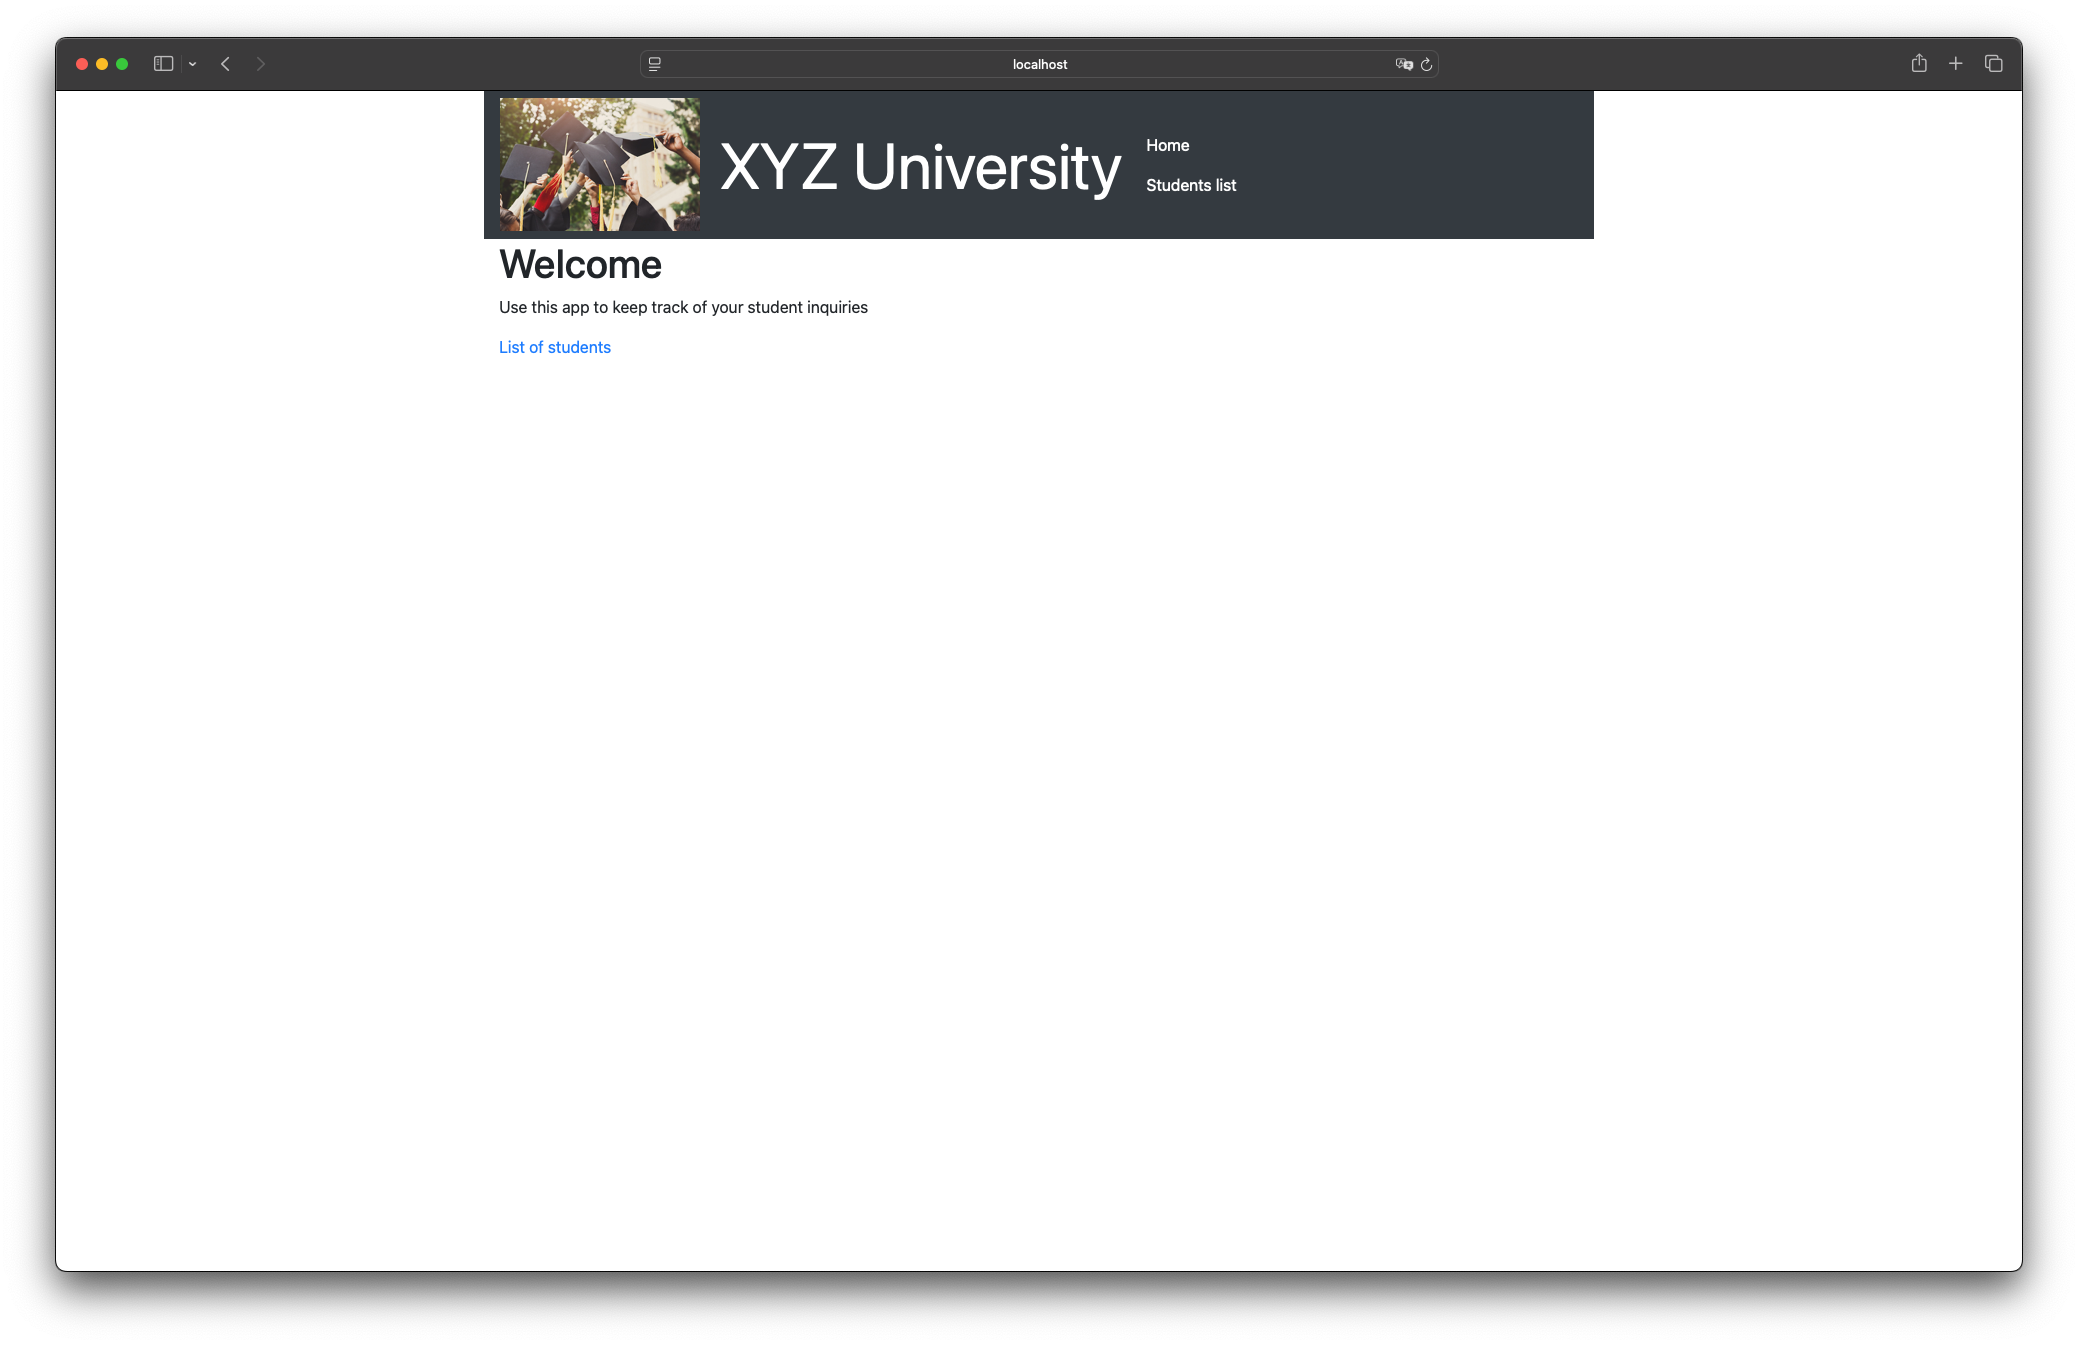 localhost
XYZ University
Home
Students list
Welcome
Use this app to keep track of your student inquiries
List of students